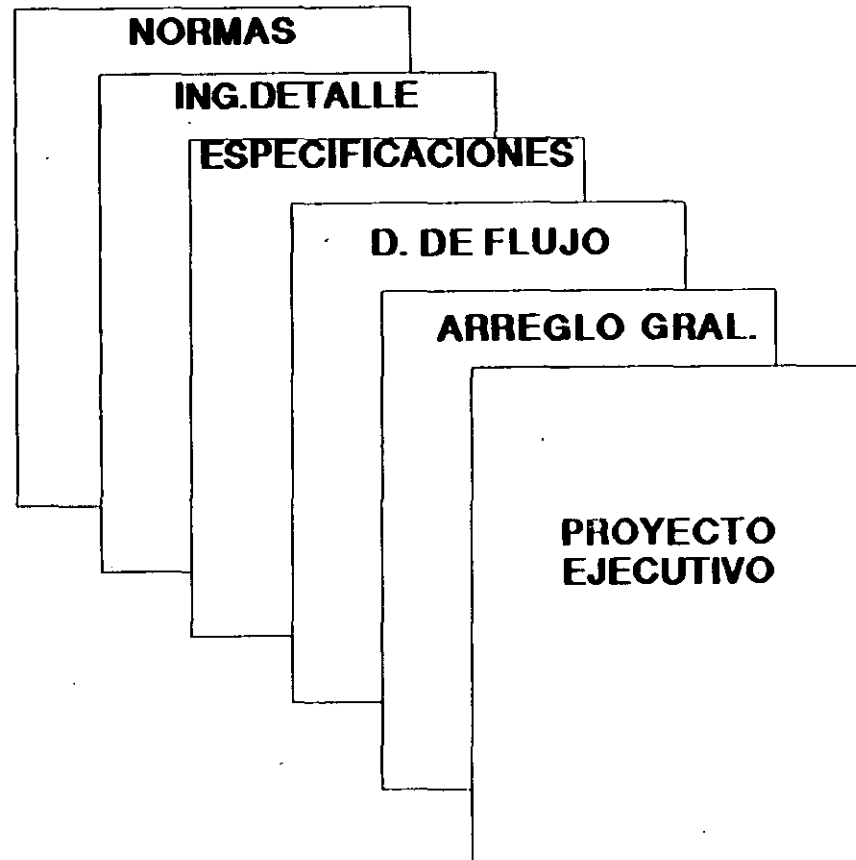 NORMAS
ING.DETALLE
ESPECIFICACIONES
D. DE FLUJO
ARREGLO GRAL.
PROYECTO
EJECUTIVO